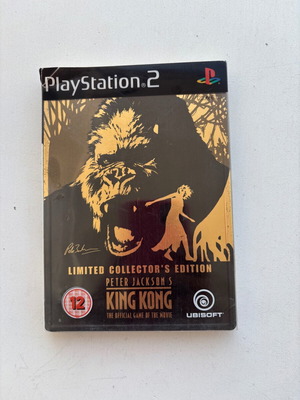 PlayStation®2
LIMITED COLLECTOR'S EDITION
PETER JACKSON'S
KING KONG
THE OFFICIAL GAME OF THE MOVIE
12
UBISOFT